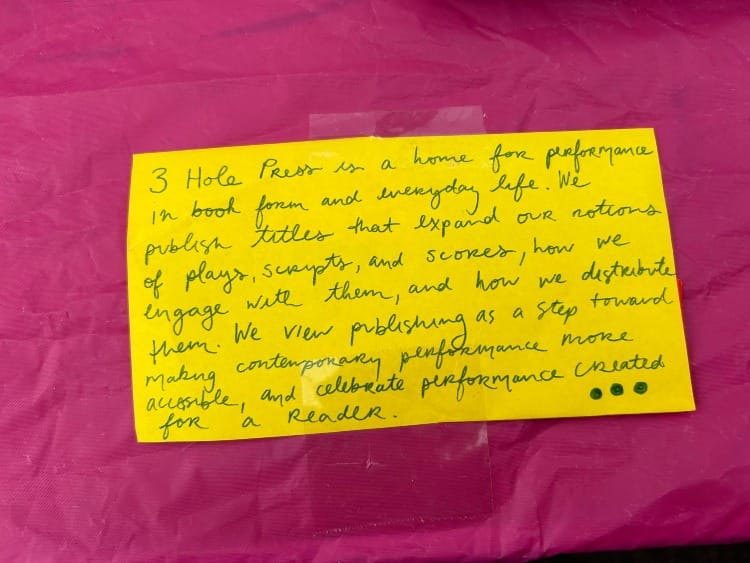 3 Hole Press is a home for performance
in book form and everyday life. We
publish titles that expand our notions
of plays, scripts, and scores, how we
engage with them, and how we distribute
them. We view publishing as a step toward
making contemporary performance more
acessible, and celebrate performance created
for a reader.